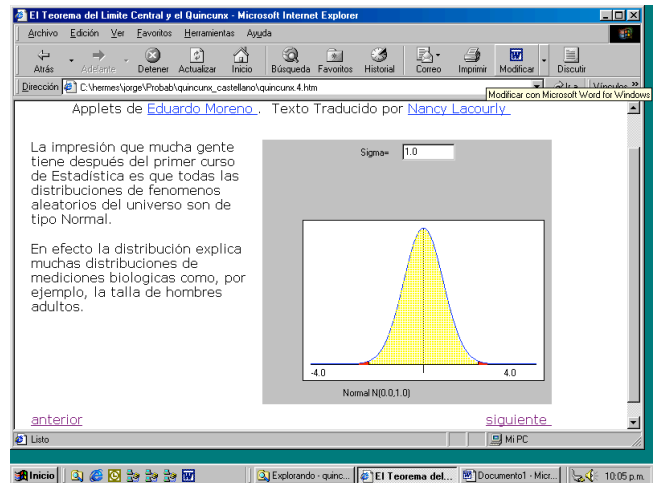 El Teorema del Limite Central y el Quincunx - Microsoft Internet Explorer
Archivo Edición Ver Favoritos Herramientas Ayuda
Atrás Adelante Detener Actualizar Inicio Búsqueda Favoritos Historial Correo Imprimir Modificar Discutir
Dirección C:\hermes\jorge\Probab\quincunx_castellano\quincunx.4.htm
Modificar con Microsoft Word for Windows
Applets de Eduardo Moreno . Texto Traducido por Nancy Lacourly
La impresión que mucha gente
tiene después del primer curso
de Estadística es que todas las
distribuciones de fenomenos
aleatorios del universo son de
tipo Normal.
En efecto la distribución explica
muchas distribuciones de
mediciones biologicas como, por
ejemplo, la talla de hombres
adultos.
Sigma= 1.0
-4.0 4.0
Normal N(0.0,1.0)
anterior siguiente
Listo Mi PC
Inicio Explorando - quinc... El Teorema del... Documento1 - Micr... 10:05 p.m.